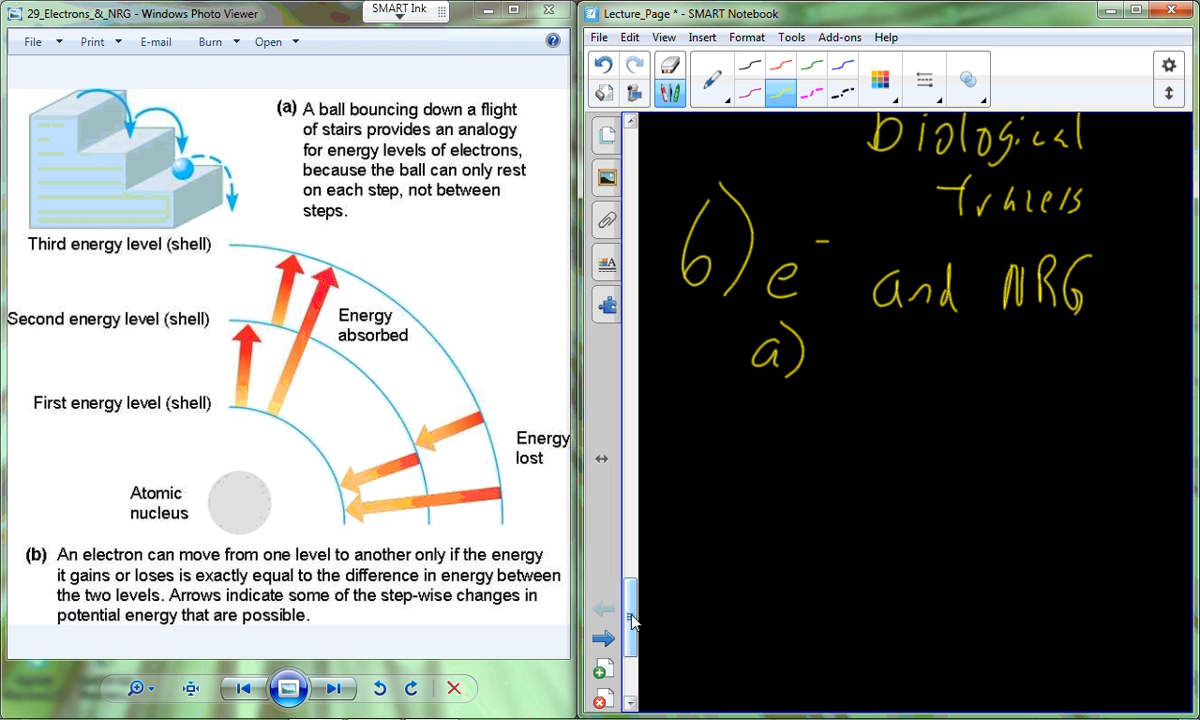 29_Electrons_&_NRG - Windows Photo Viewer
SMART Ink
File Print E-mail Burn Open
(a) A ball bouncing down a flight
of stairs provides an analogy
for energy levels of electrons,
because the ball can only rest
on each step, not between
steps.
Third energy level (shell)
Second energy level (shell)
Energy
absorbed
First energy level (shell)
Energy
lost
Atomic
nucleus
(b) An electron can move from one level to another only if the energy
it gains or loses is exactly equal to the difference in energy between
the two levels. Arrows indicate some of the step-wise changes in
potential energy that are possible.
Lecture_Page * - SMART Notebook
File Edit View Insert Format Tools Add-ons Help
biological
tracers
6) e⁻ and NRG
a)